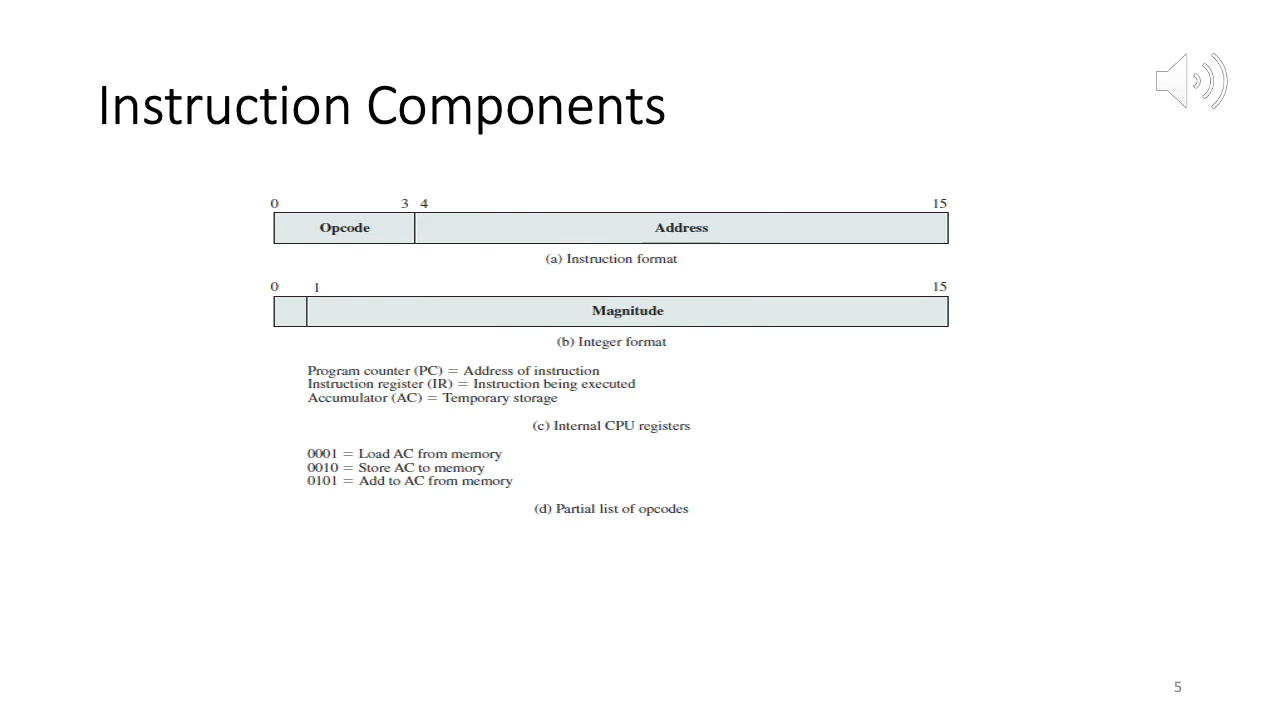 Instruction Components
0 3 4 15
Opcode Address
(a) Instruction format
0 1 15
Magnitude
(b) Integer format
Program counter (PC) = Address of instruction
Instruction register (IR) = Instruction being executed
Accumulator (AC) = Temporary storage
(c) Internal CPU registers
0001 = Load AC from memory
0010 = Store AC to memory
0101 = Add to AC from memory
(d) Partial list of opcodes
5